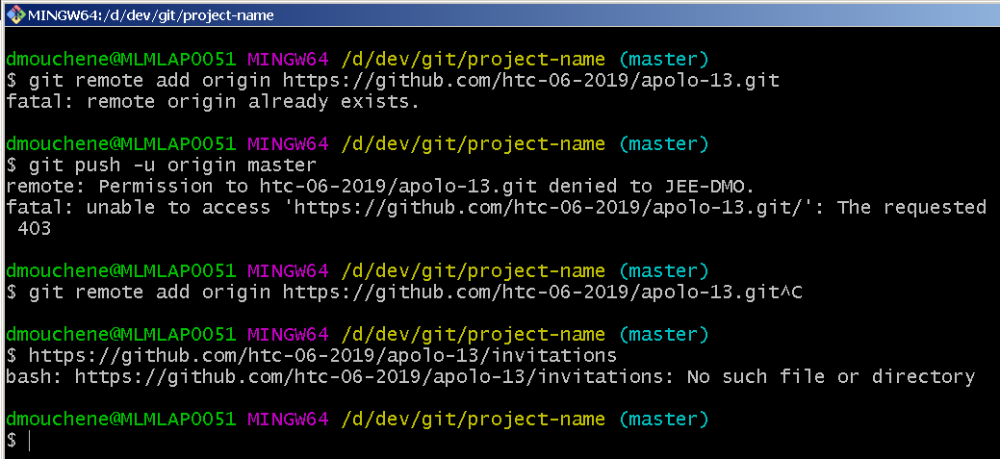 MINGW64:/d/dev/git/project-name
dmouchene@MLMLAP0051 MINGW64 /d/dev/git/project-name (master)
$ git remote add origin https://github.com/htc-06-2019/apolo-13.git
fatal: remote origin already exists.
dmouchene@MLMLAP0051 MINGW64 /d/dev/git/project-name (master)
$ git push -u origin master
remote: Permission to htc-06-2019/apolo-13.git denied to JEE-DMO.
fatal: unable to access 'https://github.com/htc-06-2019/apolo-13.git/': The requested
403
dmouchene@MLMLAP0051 MINGW64 /d/dev/git/project-name (master)
$ git remote add origin https://github.com/htc-06-2019/apolo-13.git^C
dmouchene@MLMLAP0051 MINGW64 /d/dev/git/project-name (master)
$ https://github.com/htc-06-2019/apolo-13/invitations
bash: https://github.com/htc-06-2019/apolo-13/invitations: No such file or directory
dmouchene@MLMLAP0051 MINGW64 /d/dev/git/project-name (master)
$